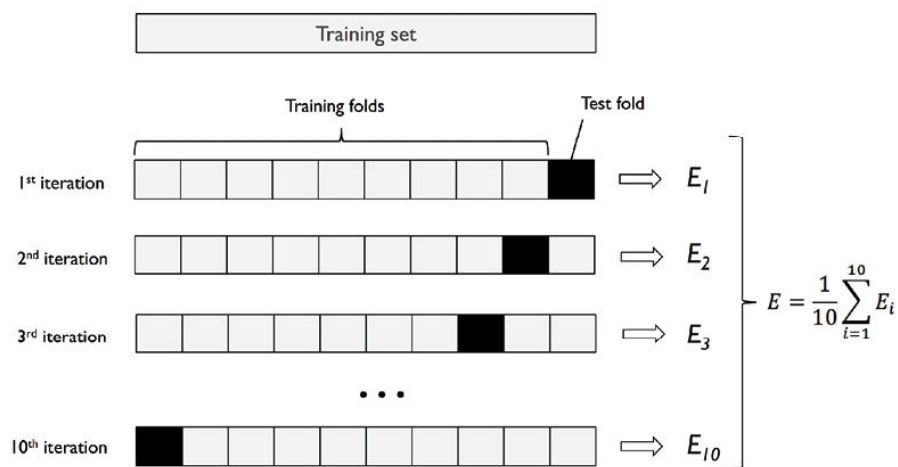 Training set
Training folds
Test fold
1st iteration
E1
2nd iteration
E2
3rd iteration
E3
E = 1/10 ∑_{i=1}^{10} E_i
...
10th iteration
E10